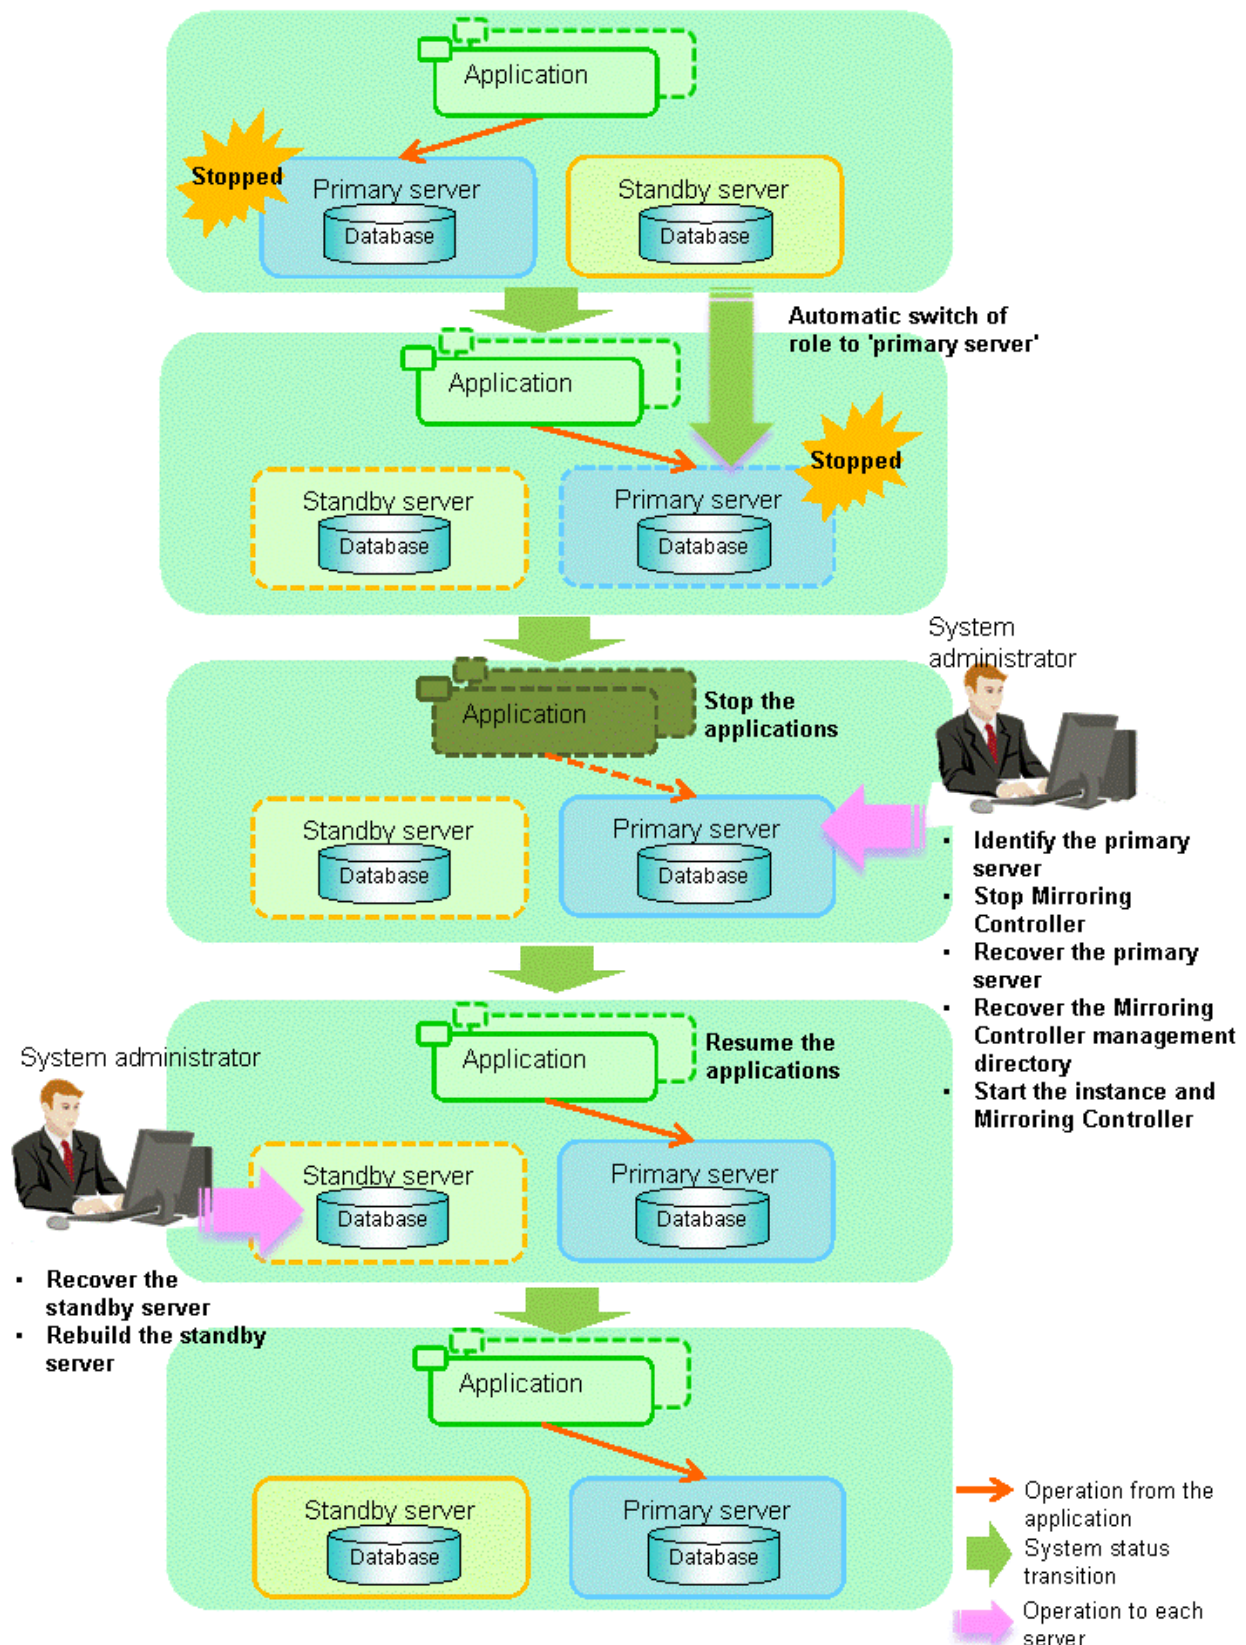 Application
Stopped
Primary server
Database
Standby server
Database
Automatic switch of
role to 'primary server'
Application
Stopped
Standby server
Database
Primary server
Database
System
administrator
Application
Stop the
applications
Standby server
Database
Primary server
Database
▪ Identify the primary
server
▪ Stop Mirroring
Controller
▪ Recover the primary
server
▪ Recover the Mirroring
Controller management
directory
▪ Start the instance and
Mirroring Controller
Application
Resume the
applications
System administrator
Standby server
Database
Primary server
Database
▪ Recover the
standby server
▪ Rebuild the standby
server
Application
Standby server
Database
Primary server
Database
Operation from the
application
System status
transition
Operation to each
server